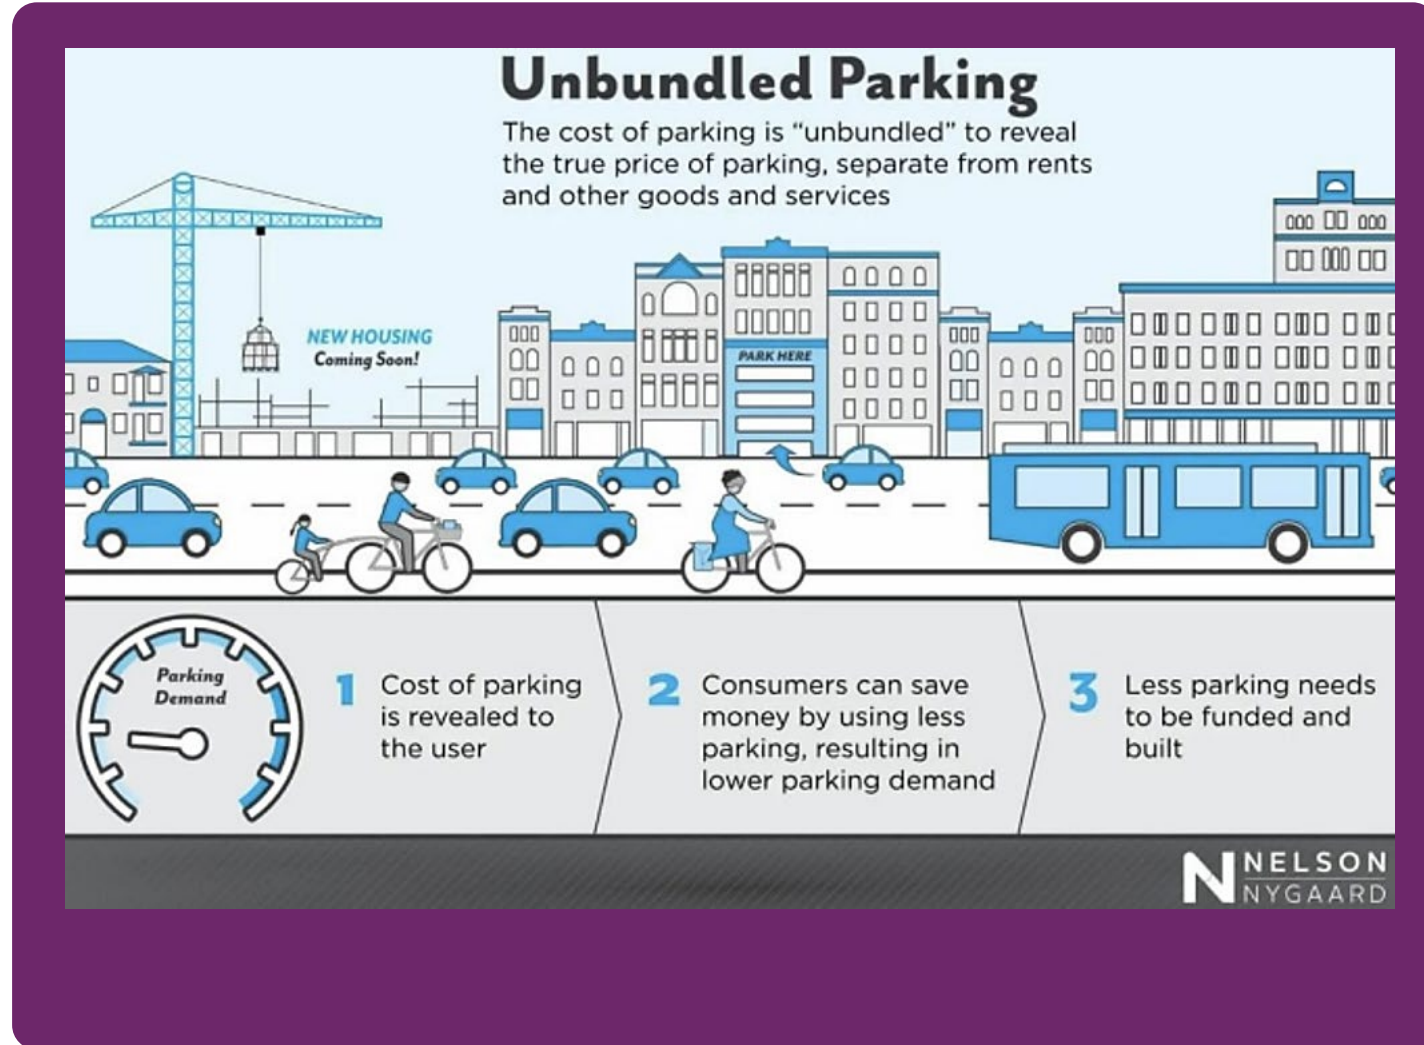 Unbundled Parking
The cost of parking is “unbundled” to reveal
the true price of parking, separate from rents
and other goods and services
NEW HOUSING
Coming Soon!
PARK HERE
Parking
Demand
1
Cost of parking
is revealed to
the user
2
Consumers can save
money by using less
parking, resulting in
lower parking demand
3
Less parking needs
to be funded and
built
N
NELSON
NYGAARD